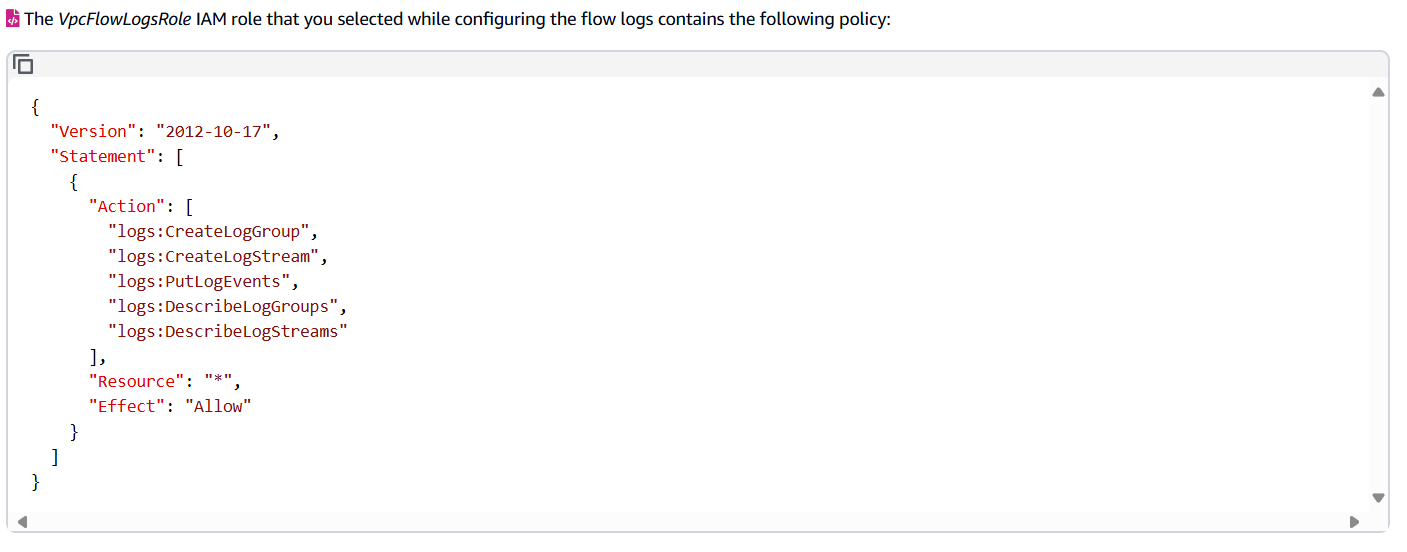 The VpcFlowLogsRole IAM role that you selected while configuring the flow logs contains the following policy:
{
"Version": "2012-10-17",
"Statement": [
{
"Action": [
"logs:CreateLogGroup",
"logs:CreateLogStream",
"logs:PutLogEvents",
"logs:DescribeLogGroups",
"logs:DescribeLogStreams"
],
"Resource": "*",
"Effect": "Allow"
}
]
}